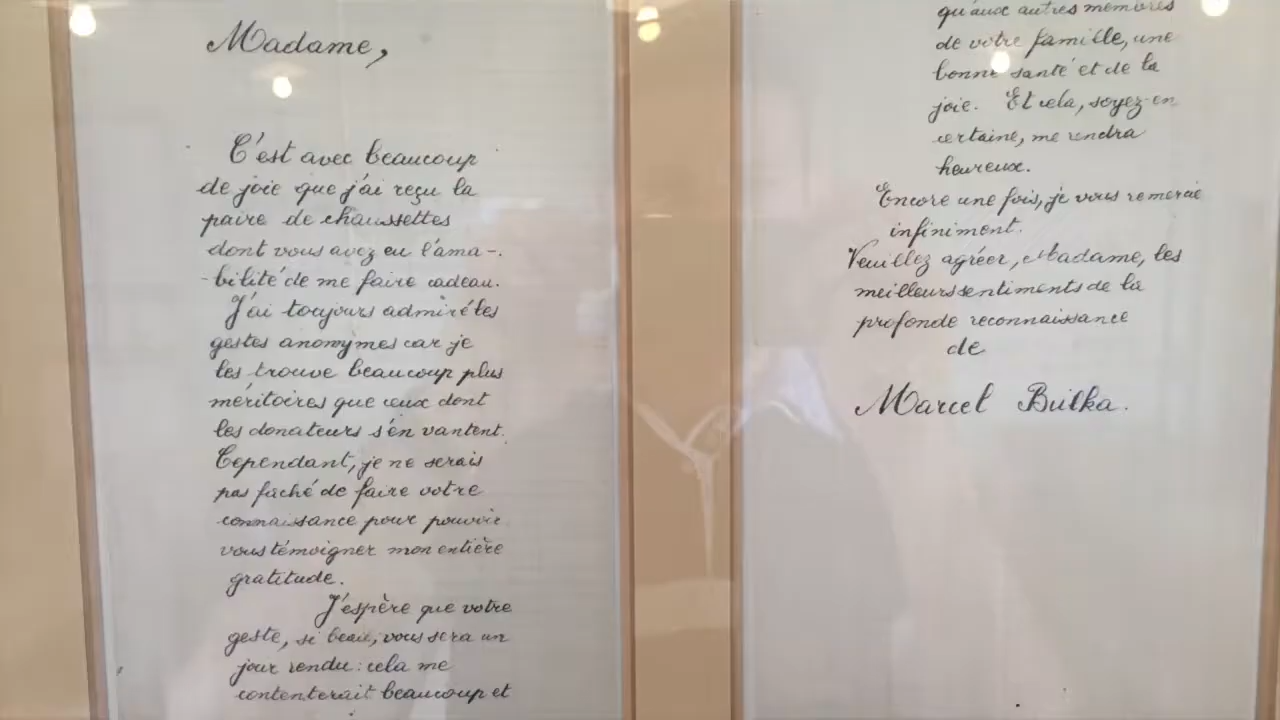 Madame,
C'est avec beaucoup
de joie que j'ai reçu la
paire de chaussettes
dont vous avez eu l'ama-
-bilité de me faire cadeau.
J'ai toujours admiré les
gestes anonymes car je
les trouve beaucoup plus
méritoires que ceux dont
les donateurs s'en vantent.
Cependant, je ne serais
pas fâché de faire votre
connaissance pour pouvoir
vous témoigner mon entière
gratitude.
J'espère que votre
geste, si beau, vous sera un
jour rendu : cela me
contenterait beaucoup et
qu'aux autres membres
de votre famille, une
bonne santé et de la
joie. Et cela, soyez-en
certaine, me rendra
heureux.
Encore une fois, je vous remercie
infiniment.
Veuillez agréer, Madame, les
meilleurs sentiments de la
profonde reconnaissance
de
Marcel Bulka.